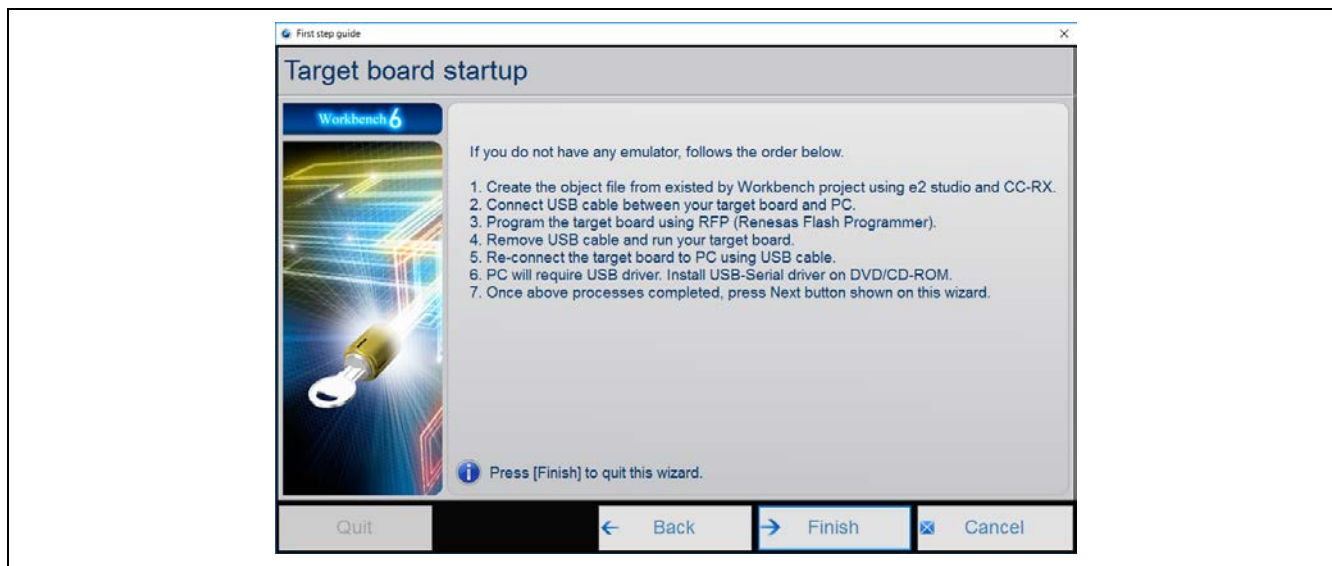 First step guide
Target board startup
Workbench 6
If you do not have any emulator, follows the order below.
1. Create the object file from existed by Workbench project using e2 studio and CC-RX.
2. Connect USB cable between your target board and PC.
3. Program the target board using RFP (Renesas Flash Programmer).
4. Remove USB cable and run your target board.
5. Re-connect the target board to PC using USB cable.
6. PC will require USB driver. Install USB-Serial driver on DVD/CD-ROM.
7. Once above processes completed, press Next button shown on this wizard.
Press [Finish] to quit this wizard.
Quit
Back
Finish
Cancel